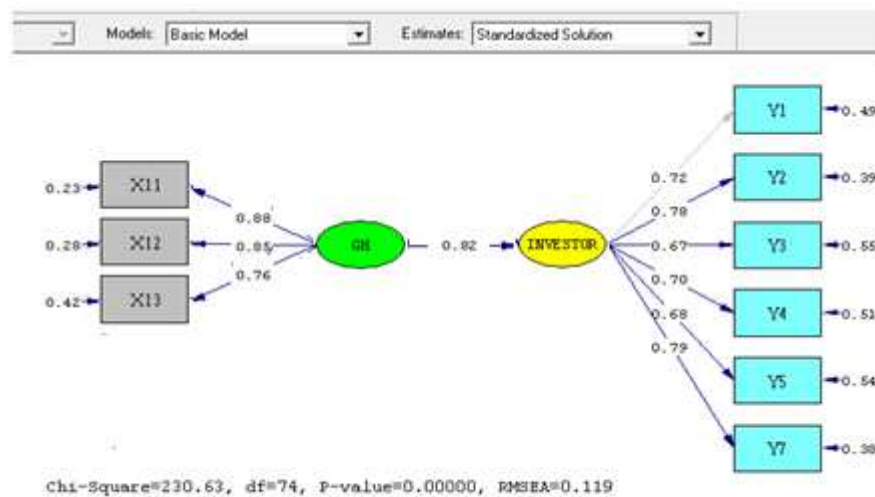 Models: Basic Model Estimates: Standardized Solution
Y1 0.49
0.23 X11 0.72 Y2 0.39
0.88 0.78
0.28 X12 0.85 GH 0.82 INVESTOR 0.67 Y3 0.55
0.76 0.70
0.42 X13 0.68 Y4 0.51
0.79
Y5 0.54
Y7 0.38
Chi-Square=230.63, df=74, P-value=0.00000, RMSEA=0.119